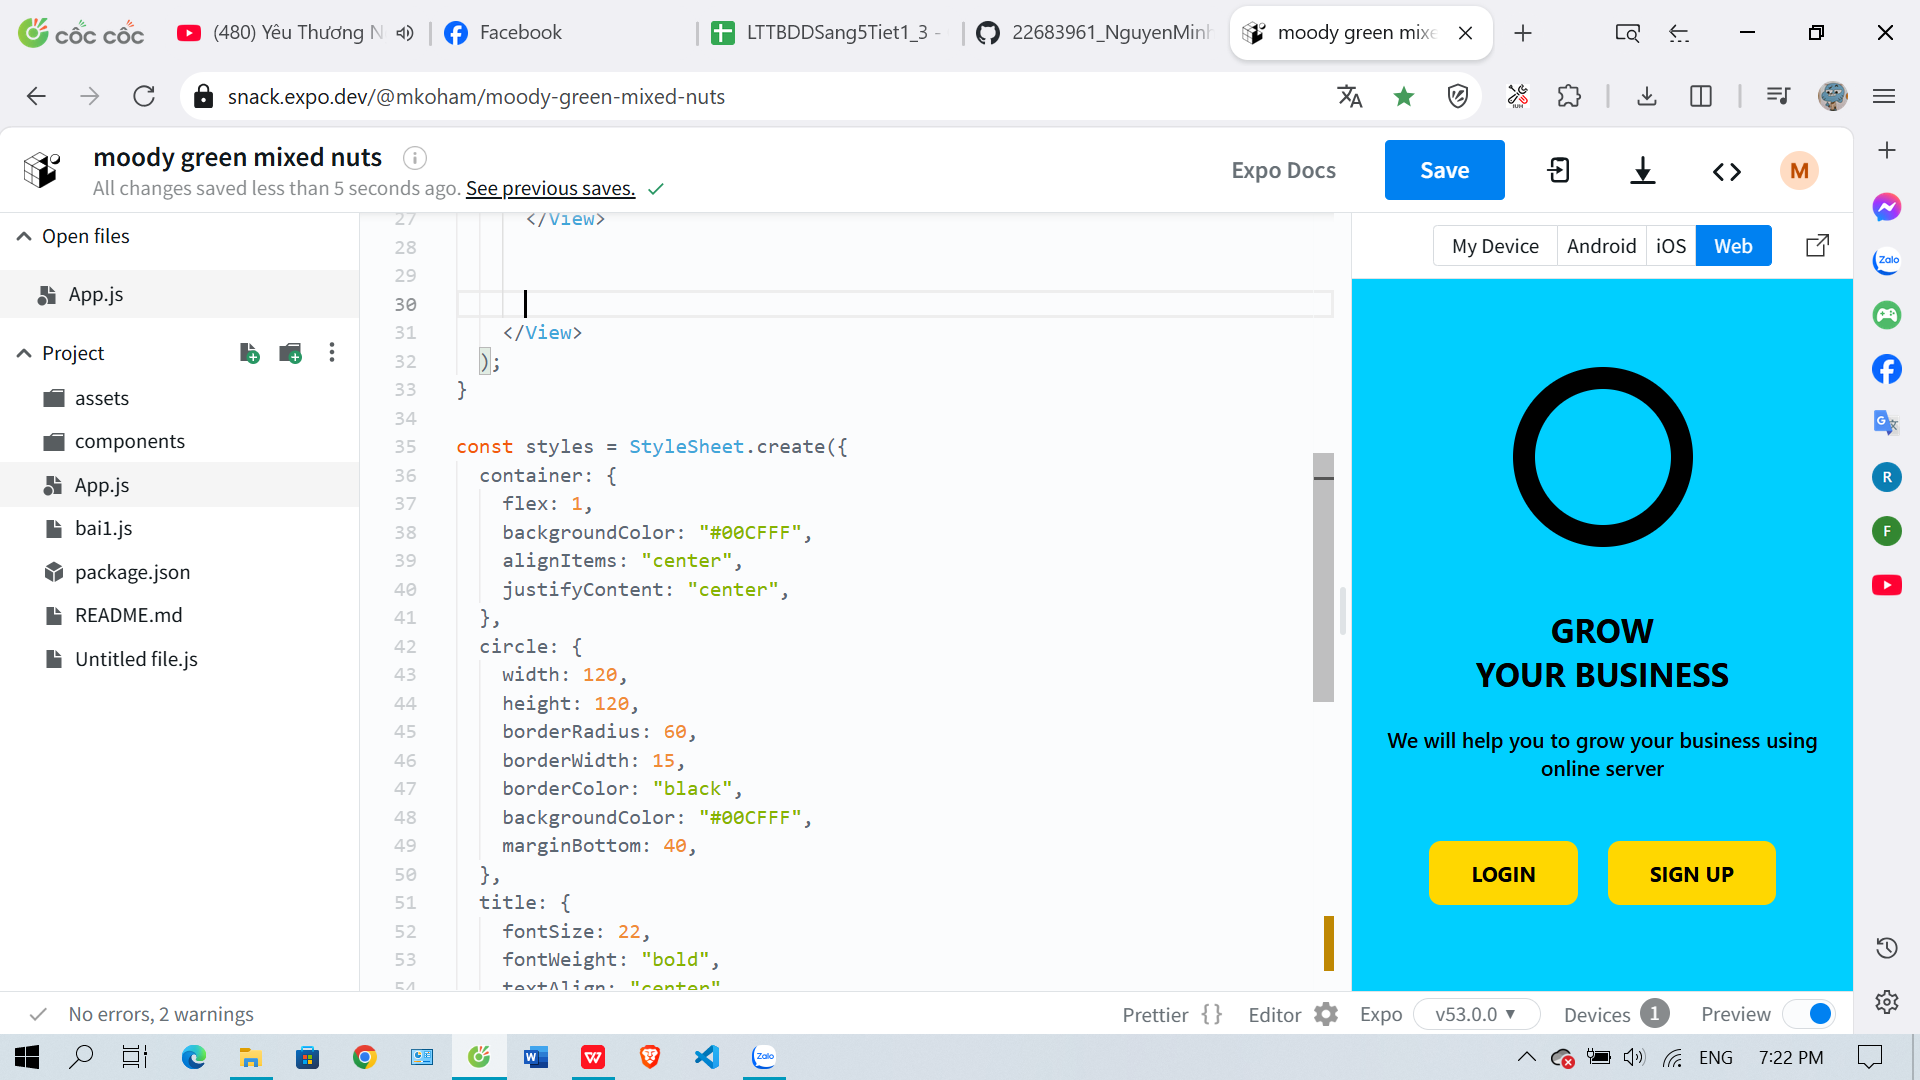 cốc cốc
(480) Yêu Thương N
Facebook
LTTBDDSang5Tiet1_3 -
22683961_NguyenMinh
moody green mixe
snack.expo.dev/@mkoham/moody-green-mixed-nuts
moody green mixed nuts
All changes saved less than 5 seconds ago. See previous saves.
Expo Docs
Save
M
Open files
App.js
Project
assets
components
App.js
bai1.js
package.json
README.md
Untitled file.js
27 </View>
28
29
30
31 </View>
32 );
33 }
34
35 const styles = StyleSheet.create({
36 container: {
37 flex: 1,
38 backgroundColor: "#00CFFF",
39 alignItems: "center",
40 justifyContent: "center",
41 },
42 circle: {
43 width: 120,
44 height: 120,
45 borderRadius: 60,
46 borderWidth: 15,
47 borderColor: "black",
48 backgroundColor: "#00CFFF",
49 marginBottom: 40,
50 },
51 title: {
52 fontSize: 22,
53 fontWeight: "bold",
54 textAlign: "center"
My Device
Android
iOS
Web
GROW
YOUR BUSINESS
We will help you to grow your business using
online server
LOGIN
SIGN UP
Zalo
R
F
No errors, 2 warnings
Prettier { }
Editor
Expo
v53.0.0
Devices 1
Preview
Zalo
ENG
7:22 PM